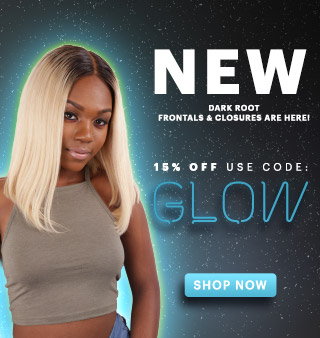 NEW
DARK ROOT
FRONTALS & CLOSURES ARE HERE!
15% OFF USE CODE:
GLOW
SHOP NOW